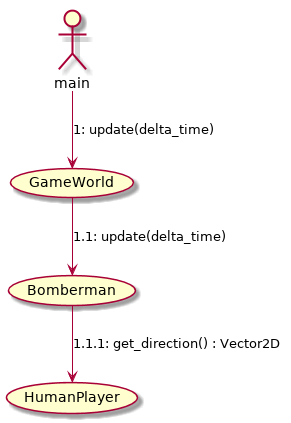 main
1: update(delta_time)
GameWorld
1.1: update(delta_time)
Bomberman
1.1.1: get_direction() : Vector2D
HumanPlayer